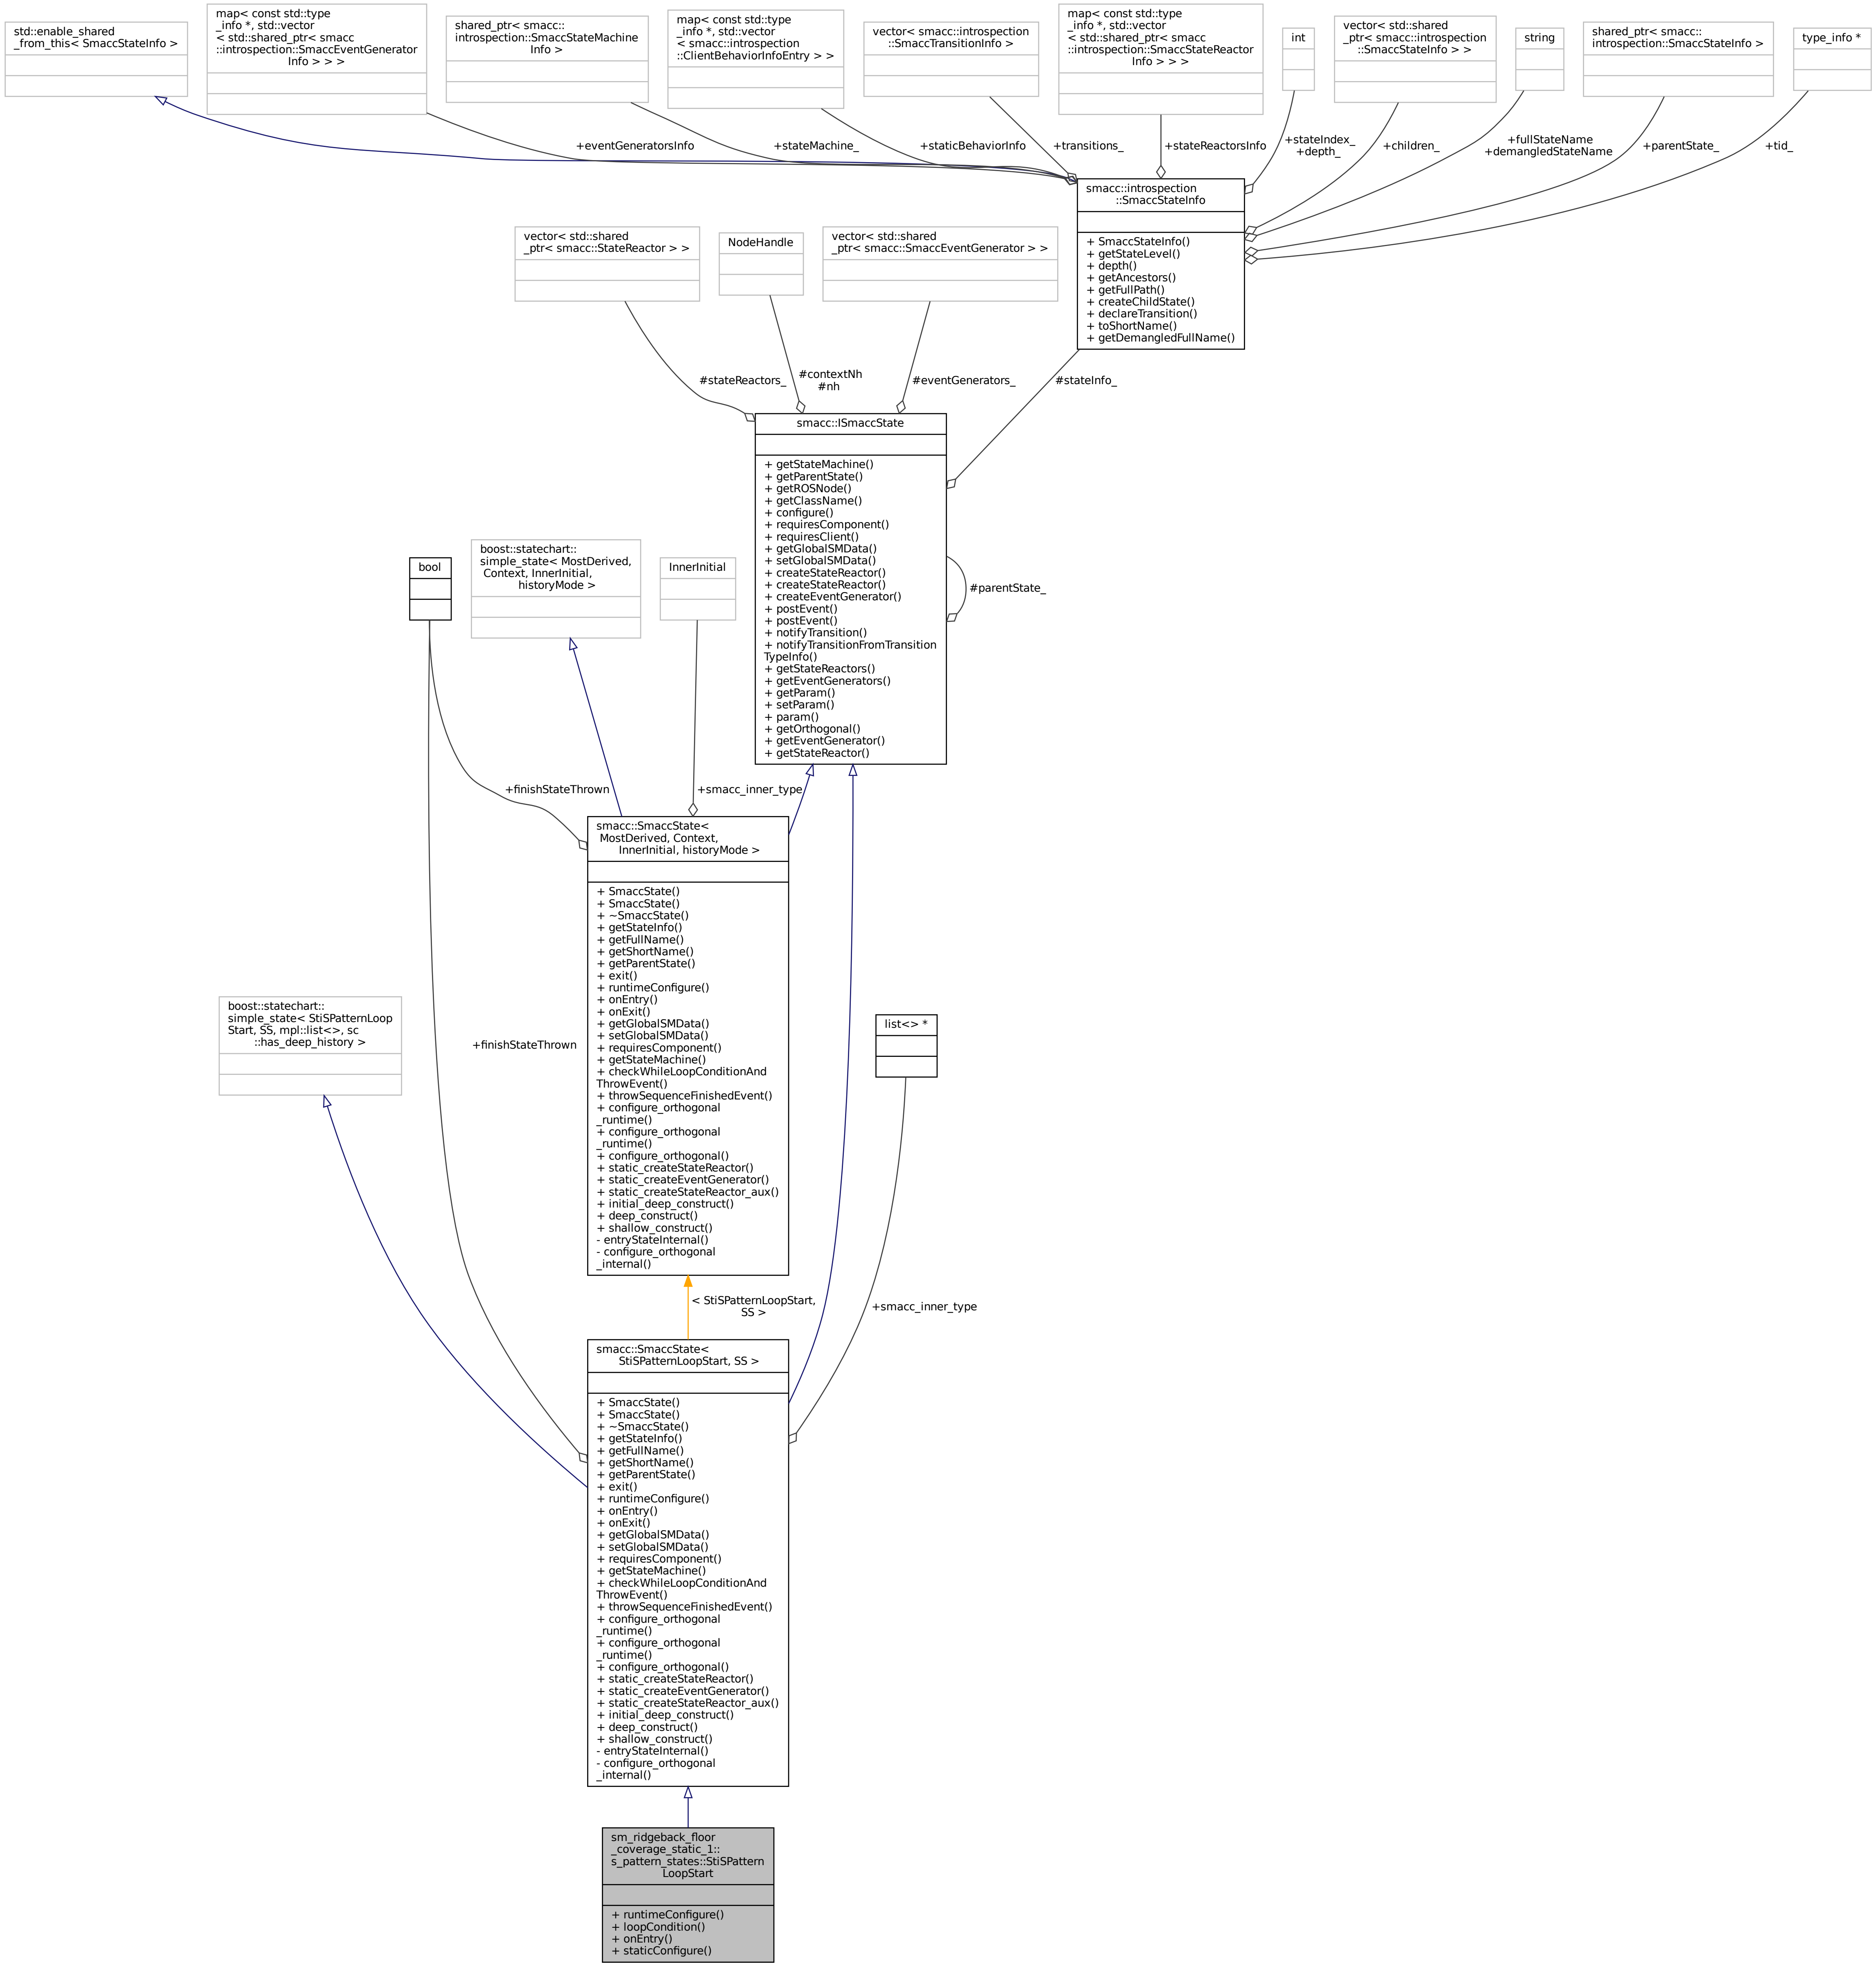 std::enable_shared
_from_this< SmaccStateInfo >
map< const std::type
_info *, std::vector
< std::shared_ptr< smacc
::introspection::SmaccEventGenerator
Info > > >
shared_ptr< smacc::
introspection::SmaccStateMachine
Info >
map< const std::type
_info *, std::vector
< smacc::introspection
::ClientBehaviorInfoEntry > >
vector< smacc::introspection
::SmaccTransitionInfo >
map< const std::type
_info *, std::vector
< std::shared_ptr< smacc
::introspection::SmaccStateReactor
Info > > >
int
vector< std::shared
_ptr< smacc::introspection
::SmaccStateInfo > >
string
shared_ptr< smacc::
introspection::SmaccStateInfo >
type_info *
+eventGeneratorsInfo
+stateMachine_
+staticBehaviorInfo
+transitions_
+stateReactorsInfo
+stateIndex_
+depth_
+children_
+fullStateName
+demangledStateName
+parentState_
+tid_
smacc::introspection
::SmaccStateInfo
+ SmaccStateInfo()
+ getStateLevel()
+ depth()
+ getAncestors()
+ getFullPath()
+ createChildState()
+ declareTransition()
+ toShortName()
+ getDemangledFullName()
vector< std::shared
_ptr< smacc::StateReactor > >
NodeHandle
vector< std::shared
_ptr< smacc::SmaccEventGenerator > >
#stateReactors_
#contextNh
#nh
#eventGenerators_
#stateInfo_
smacc::ISmaccState
+ getStateMachine()
+ getParentState()
+ getROSNode()
+ getClassName()
+ configure()
+ requiresComponent()
+ requiresClient()
+ getGlobalSMData()
+ setGlobalSMData()
+ createStateReactor()
+ createStateReactor()
+ createEventGenerator()
+ postEvent()
+ postEvent()
+ notifyTransition()
+ notifyTransitionFromTransition
TypeInfo()
+ getStateReactors()
+ getEventGenerators()
+ getParam()
+ setParam()
+ param()
+ getOrthogonal()
+ getEventGenerator()
+ getStateReactor()
#parentState_
bool
boost::statechart::
simple_state< MostDerived,
Context, InnerInitial,
historyMode >
InnerInitial
+finishStateThrown
+smacc_inner_type
smacc::SmaccState<
MostDerived, Context,
InnerInitial, historyMode >
+ SmaccState()
+ SmaccState()
+ ~SmaccState()
+ getStateInfo()
+ getFullName()
+ getShortName()
+ getParentState()
+ exit()
+ runtimeConfigure()
+ onEntry()
+ onExit()
+ getGlobalSMData()
+ setGlobalSMData()
+ requiresComponent()
+ getStateMachine()
+ checkWhileLoopConditionAnd
ThrowEvent()
+ throwSequenceFinishedEvent()
+ configure_orthogonal
_runtime()
+ configure_orthogonal
_runtime()
+ configure_orthogonal()
+ static_createStateReactor()
+ static_createEventGenerator()
+ static_createStateReactor_aux()
+ initial_deep_construct()
+ deep_construct()
+ shallow_construct()
- entryStateInternal()
- configure_orthogonal
_internal()
boost::statechart::
simple_state< StiSPatternLoop
Start, SS, mpl::list<>, sc
::has_deep_history >
+finishStateThrown
list<> *
< StiSPatternLoopStart,
SS >
+smacc_inner_type
smacc::SmaccState<
StiSPatternLoopStart, SS >
+ SmaccState()
+ SmaccState()
+ ~SmaccState()
+ getStateInfo()
+ getFullName()
+ getShortName()
+ getParentState()
+ exit()
+ runtimeConfigure()
+ onEntry()
+ onExit()
+ getGlobalSMData()
+ setGlobalSMData()
+ requiresComponent()
+ getStateMachine()
+ checkWhileLoopConditionAnd
ThrowEvent()
+ throwSequenceFinishedEvent()
+ configure_orthogonal
_runtime()
+ configure_orthogonal
_runtime()
+ configure_orthogonal()
+ static_createStateReactor()
+ static_createEventGenerator()
+ static_createStateReactor_aux()
+ initial_deep_construct()
+ deep_construct()
+ shallow_construct()
- entryStateInternal()
- configure_orthogonal
_internal()
sm_ridgeback_floor
_coverage_static_1::
s_pattern_states::StiSPattern
LoopStart
+ runtimeConfigure()
+ loopCondition()
+ onEntry()
+ staticConfigure()